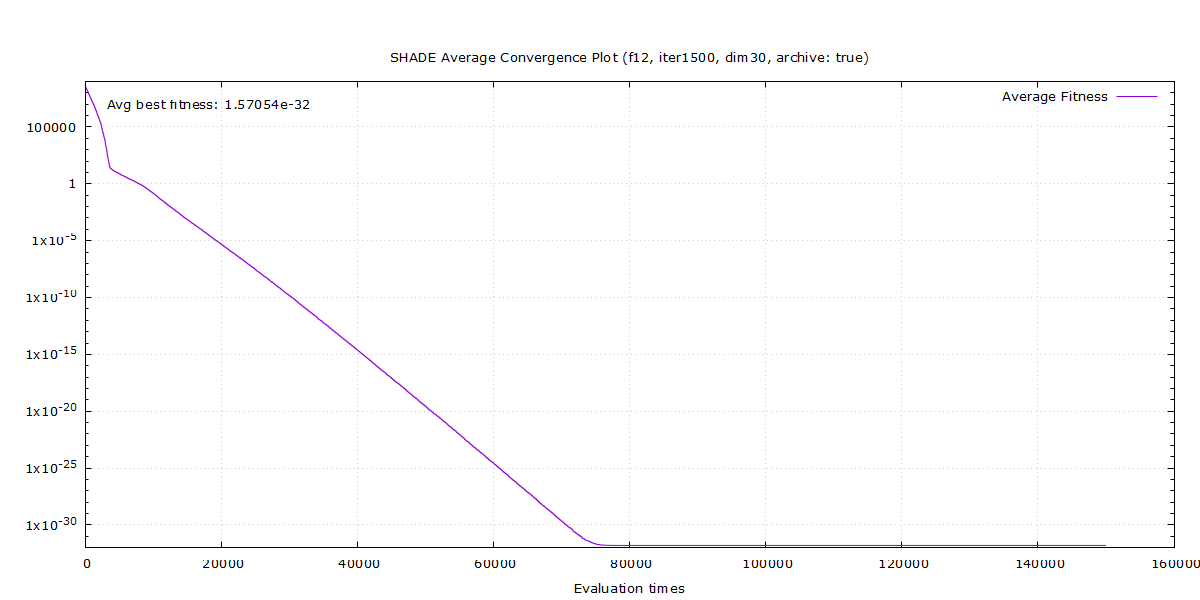 SHADE Average Convergence Plot (f12, iter1500, dim30, archive: true)
Avg best fitness: 1.57054e-32
Average Fitness
100000
1
1x10^-5
1x10^-10
1x10^-15
1x10^-20
1x10^-25
1x10^-30
0 20000 40000 60000 80000 100000 120000 140000 160000
Evaluation times